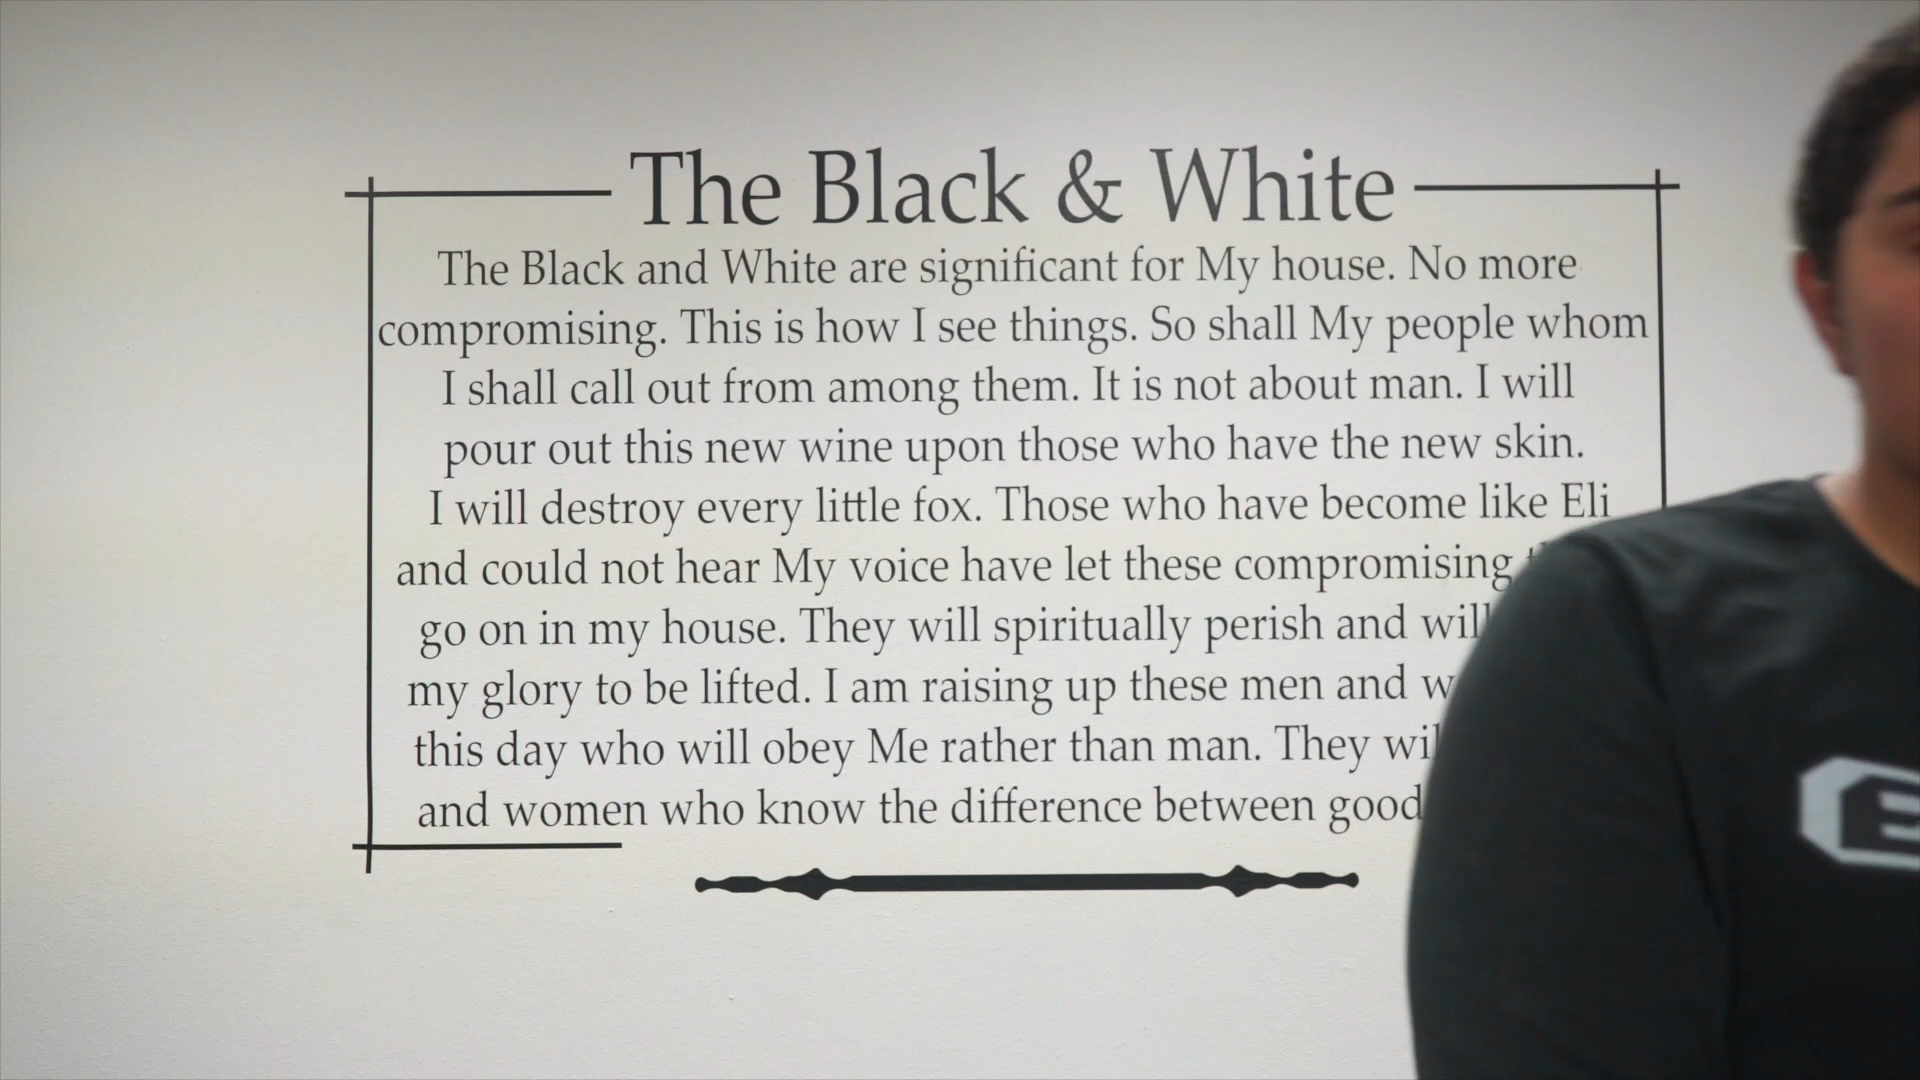 The Black & White
The Black and White are significant for My house. No more
compromising. This is how I see things. So shall My people whom
I shall call out from among them. It is not about man. I will
pour out this new wine upon those who have the new skin.
I will destroy every little fox. Those who have become like Eli
and could not hear My voice have let these compromising
go on in my house. They will spiritually perish and will
my glory to be lifted. I am raising up these men and
this day who will obey Me rather than man. They
and women who know the difference between good